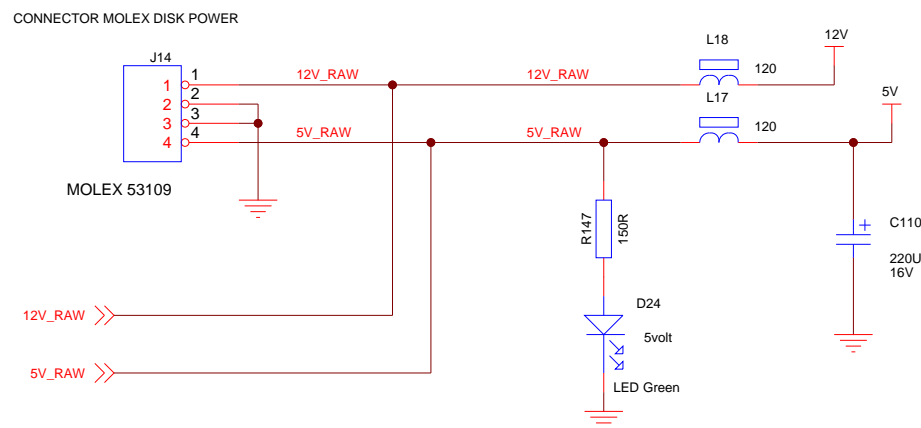 CONNECTOR MOLEX DISK POWER
J14
1 1
2 2
3 3
4 4
MOLEX 53109
12V_RAW
12V_RAW
5V_RAW
5V_RAW
L18
120
12V
L17
120
5V
R147
150R
C110
220U
16V
D24
5volt
LED Green
12V_RAW
5V_RAW